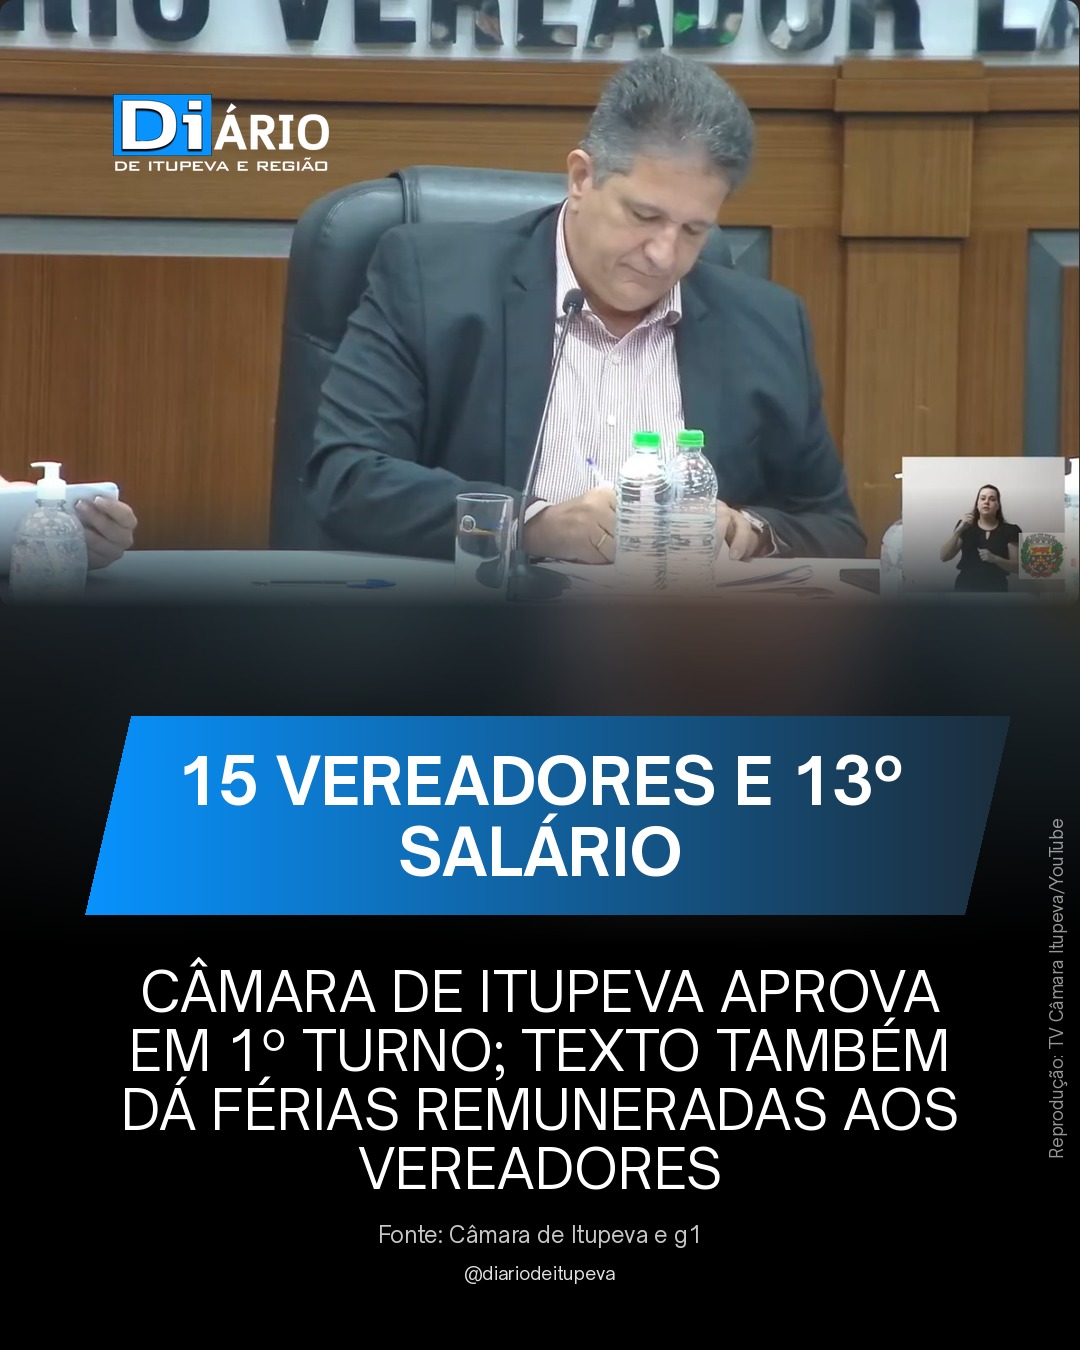 VEREADOR
DiÁRIO
DE ITUPEVA E REGIÃO
15 VEREADORES E 13º
SALÁRIO
CÂMARA DE ITUPEVA APROVA
EM 1º TURNO; TEXTO TAMBÉM
DÁ FÉRIAS REMUNERADAS AOS
VEREADORES
Fonte: Câmara de Itupeva e g1
@diariodeitupeva
Reprodução: TV Câmara Itupeva/YouTube